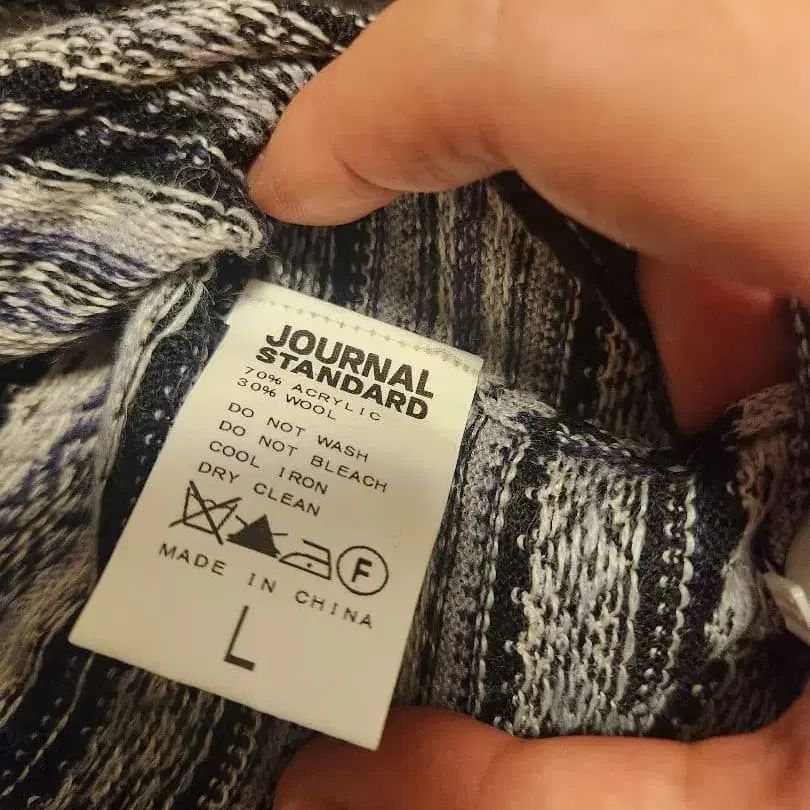 JOURNAL
STANDARD
70% ACRYLIC
30% WOOL
DO NOT WASH
DO NOT BLEACH
COOL IRON
DRY CLEAN
F
MADE IN CHINA
L